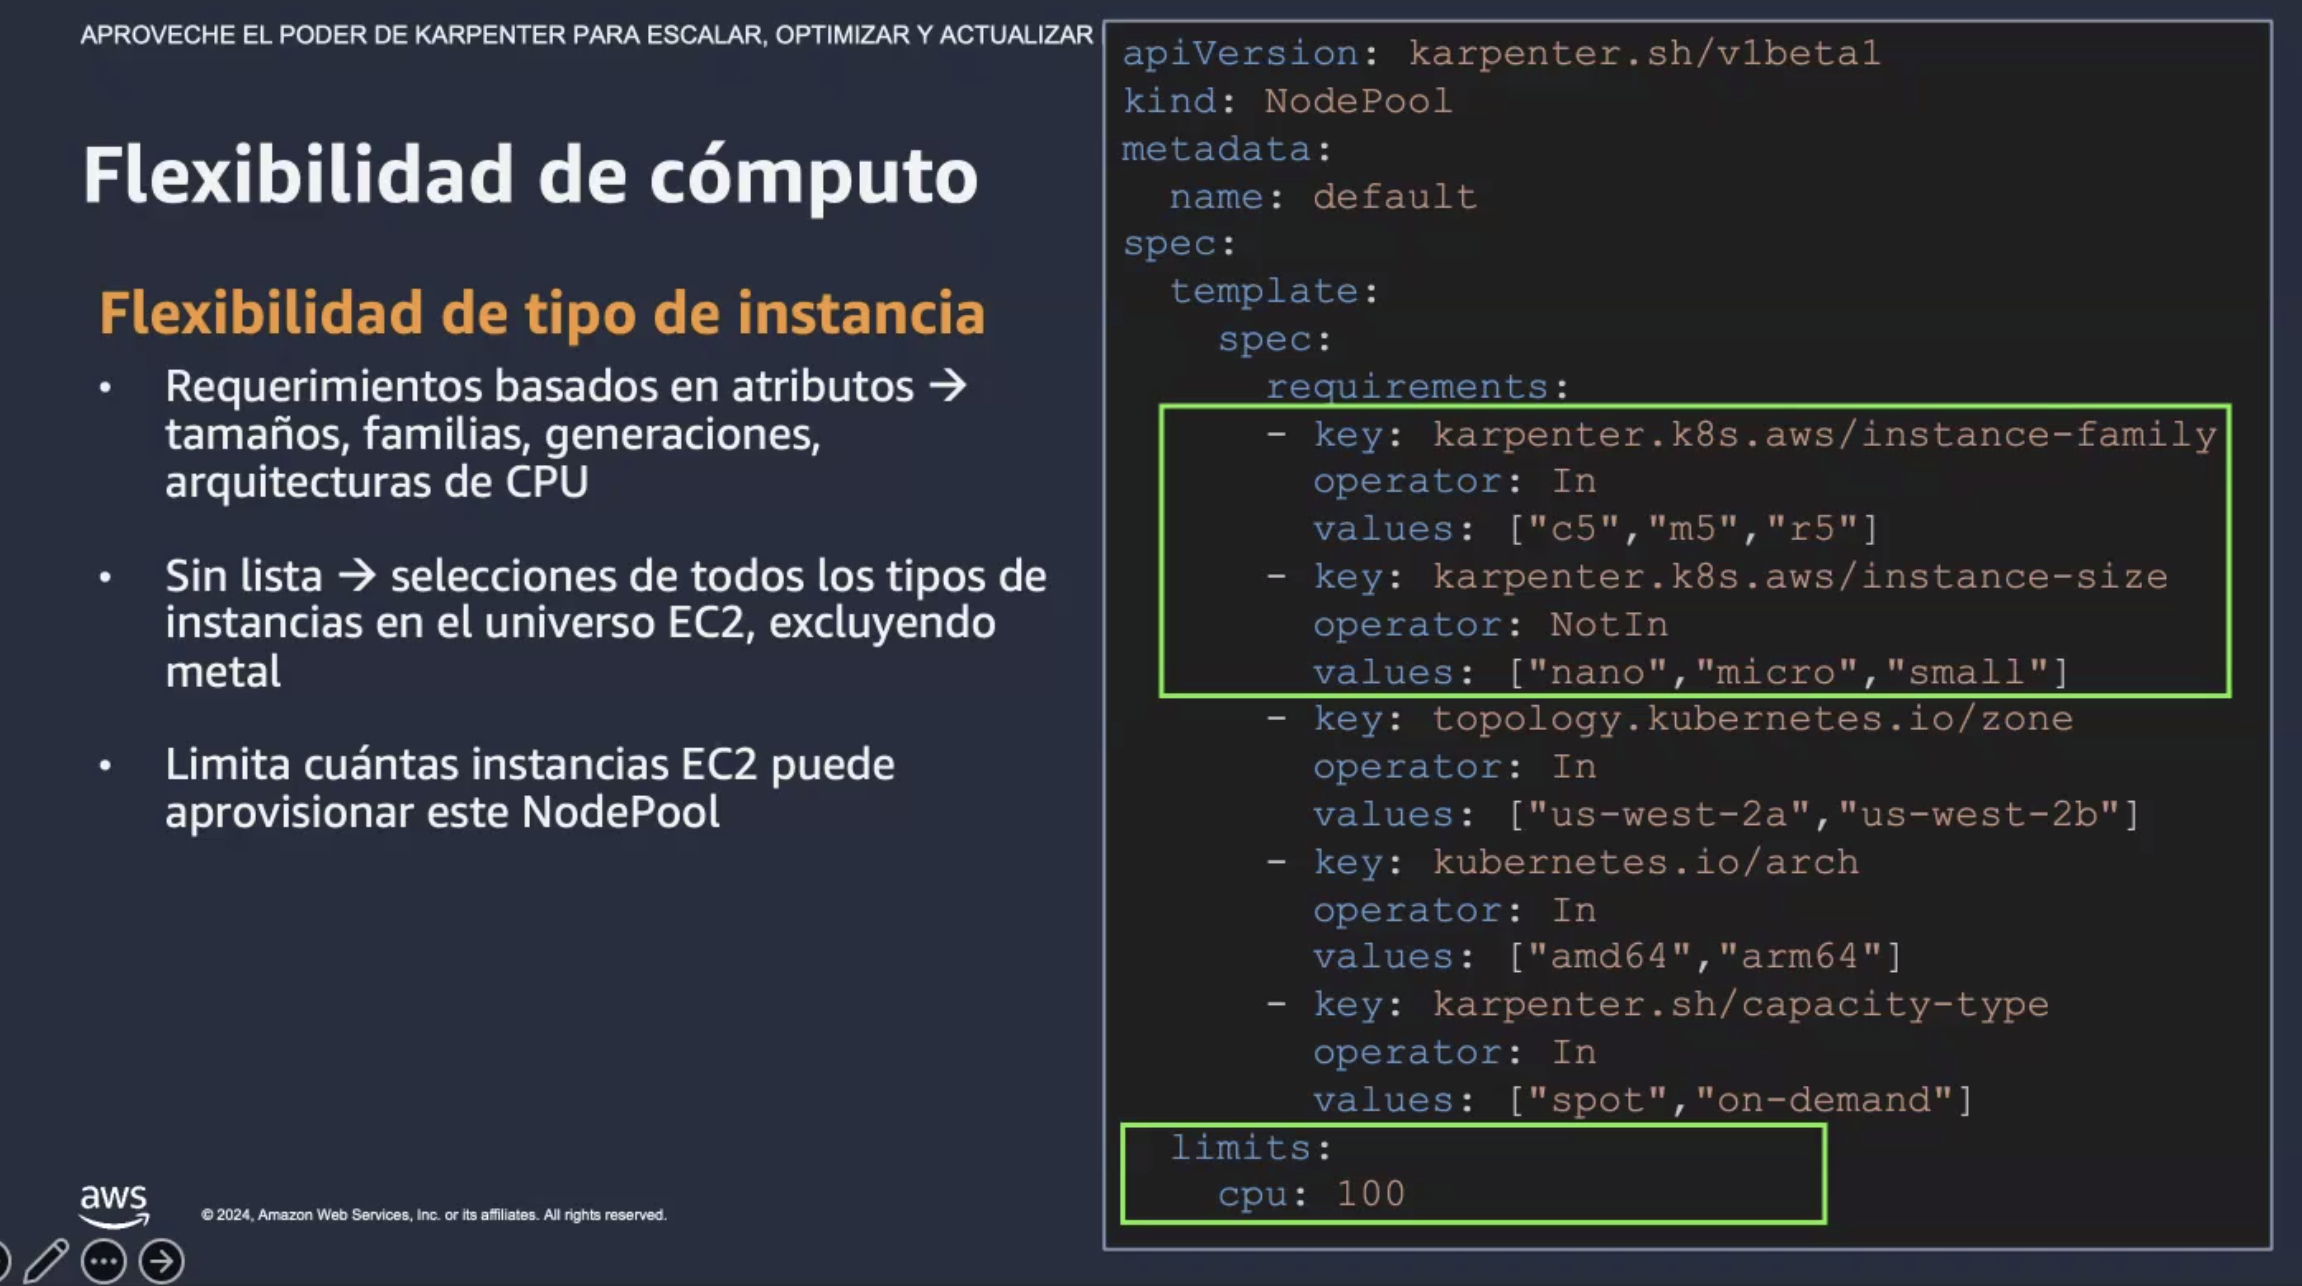 APROVECHE EL PODER DE KARPENTER PARA ESCALAR, OPTIMIZAR Y ACTUALIZAR
Flexibilidad de cómputo
Flexibilidad de tipo de instancia
• Requerimientos basados en atributos →
tamaños, familias, generaciones,
arquitecturas de CPU
• Sin lista → selecciones de todos los tipos de
instancias en el universo EC2, excluyendo
metal
• Limita cuántas instancias EC2 puede
aprovisionar este NodePool
aws
© 2024, Amazon Web Services, Inc. or its affiliates. All rights reserved.
apiVersion: karpenter.sh/v1beta1
kind: NodePool
metadata:
  name: default
spec:
  template:
    spec:
      requirements:
      - key: karpenter.k8s.aws/instance-family
        operator: In
        values: ["c5","m5","r5"]
      - key: karpenter.k8s.aws/instance-size
        operator: NotIn
        values: ["nano","micro","small"]
      - key: topology.kubernetes.io/zone
        operator: In
        values: ["us-west-2a","us-west-2b"]
      - key: kubernetes.io/arch
        operator: In
        values: ["amd64","arm64"]
      - key: karpenter.sh/capacity-type
        operator: In
        values: ["spot","on-demand"]
  limits:
    cpu: 100